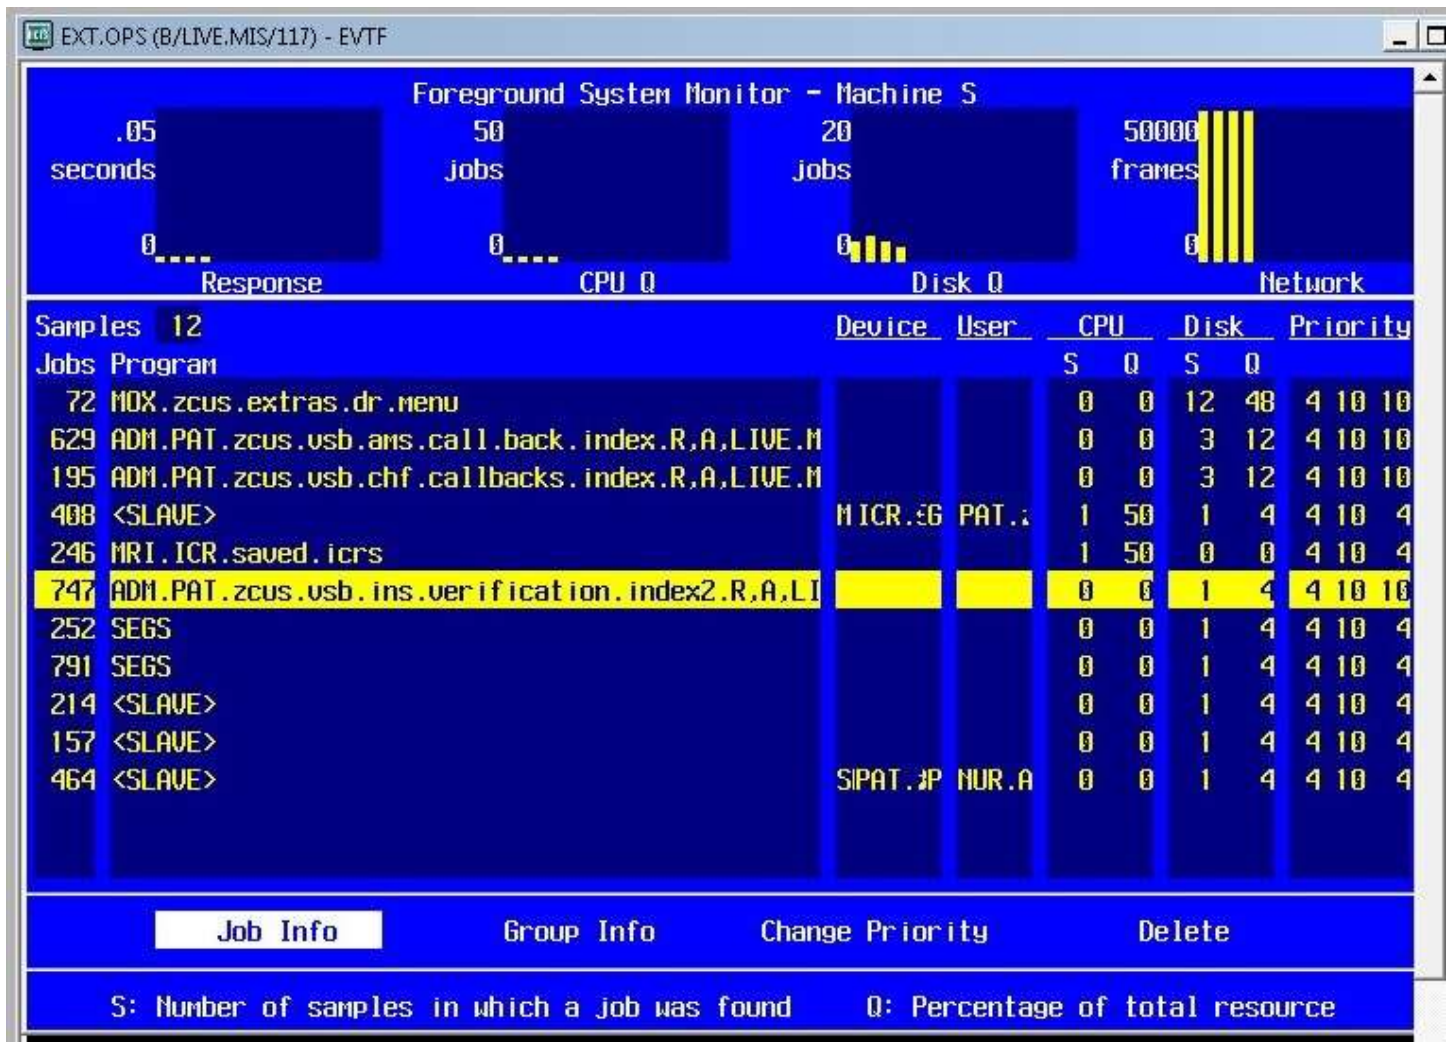 EXT.OPS (B/LIVE.MIS/117) - EVTF
Foreground System Monitor - Machine S
.05 50 20 50000
seconds jobs jobs frames
0 0 0 0
Response CPU Q Disk Q Network
Samples 12 Device User CPU Disk Priority
Jobs Program S Q S Q
72 MOX.zcus.extras.dr.menu 0 0 12 48 4 10 10
629 ADM.PAT.zcus.vsb.ams.call.back.index.R,A,LIVE.M 0 0 3 12 4 10 10
195 ADM.PAT.zcus.vsb.chf.callbacks.index.R,A,LIVE.M 0 0 3 12 4 10 10
408 <SLAVE> 1 50 1 4 4 10 4
246 MRI.ICR.saved.icrs 1 50 0 0 4 10 4
747 ADM.PAT.zcus.vsb.ins.verification.index2.R,A,LI 0 0 1 4 4 10 10
252 SEGS 0 0 1 4 4 10 4
791 SEGS 0 0 1 4 4 10 4
214 <SLAVE> 0 0 1 4 4 10 4
157 <SLAVE> 0 0 1 4 4 10 4
464 <SLAVE> NUR.A 0 0 1 4 4 10 4
Job Info Group Info Change Priority Delete
S: Number of samples in which a job was found Q: Percentage of total resource